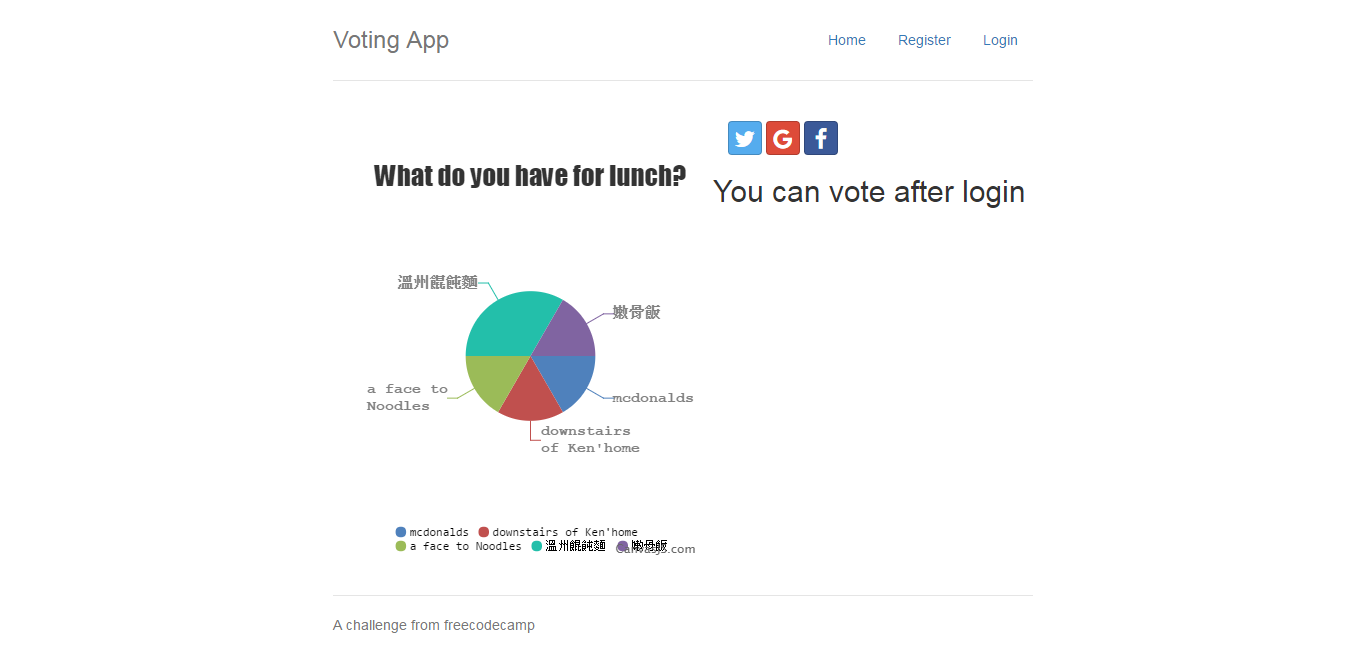 Voting App
Home Register Login
What do you have for lunch?
You can vote after login
溫州餛飩麵
嫩骨飯
a face to
Noodles
mcdonalds
downstairs
of Ken'home
mcdonalds downstairs of Ken'home
a face to Noodles 溫州餛飩麵 嫩骨飯
CanvasJS.com
A challenge from freecodecamp